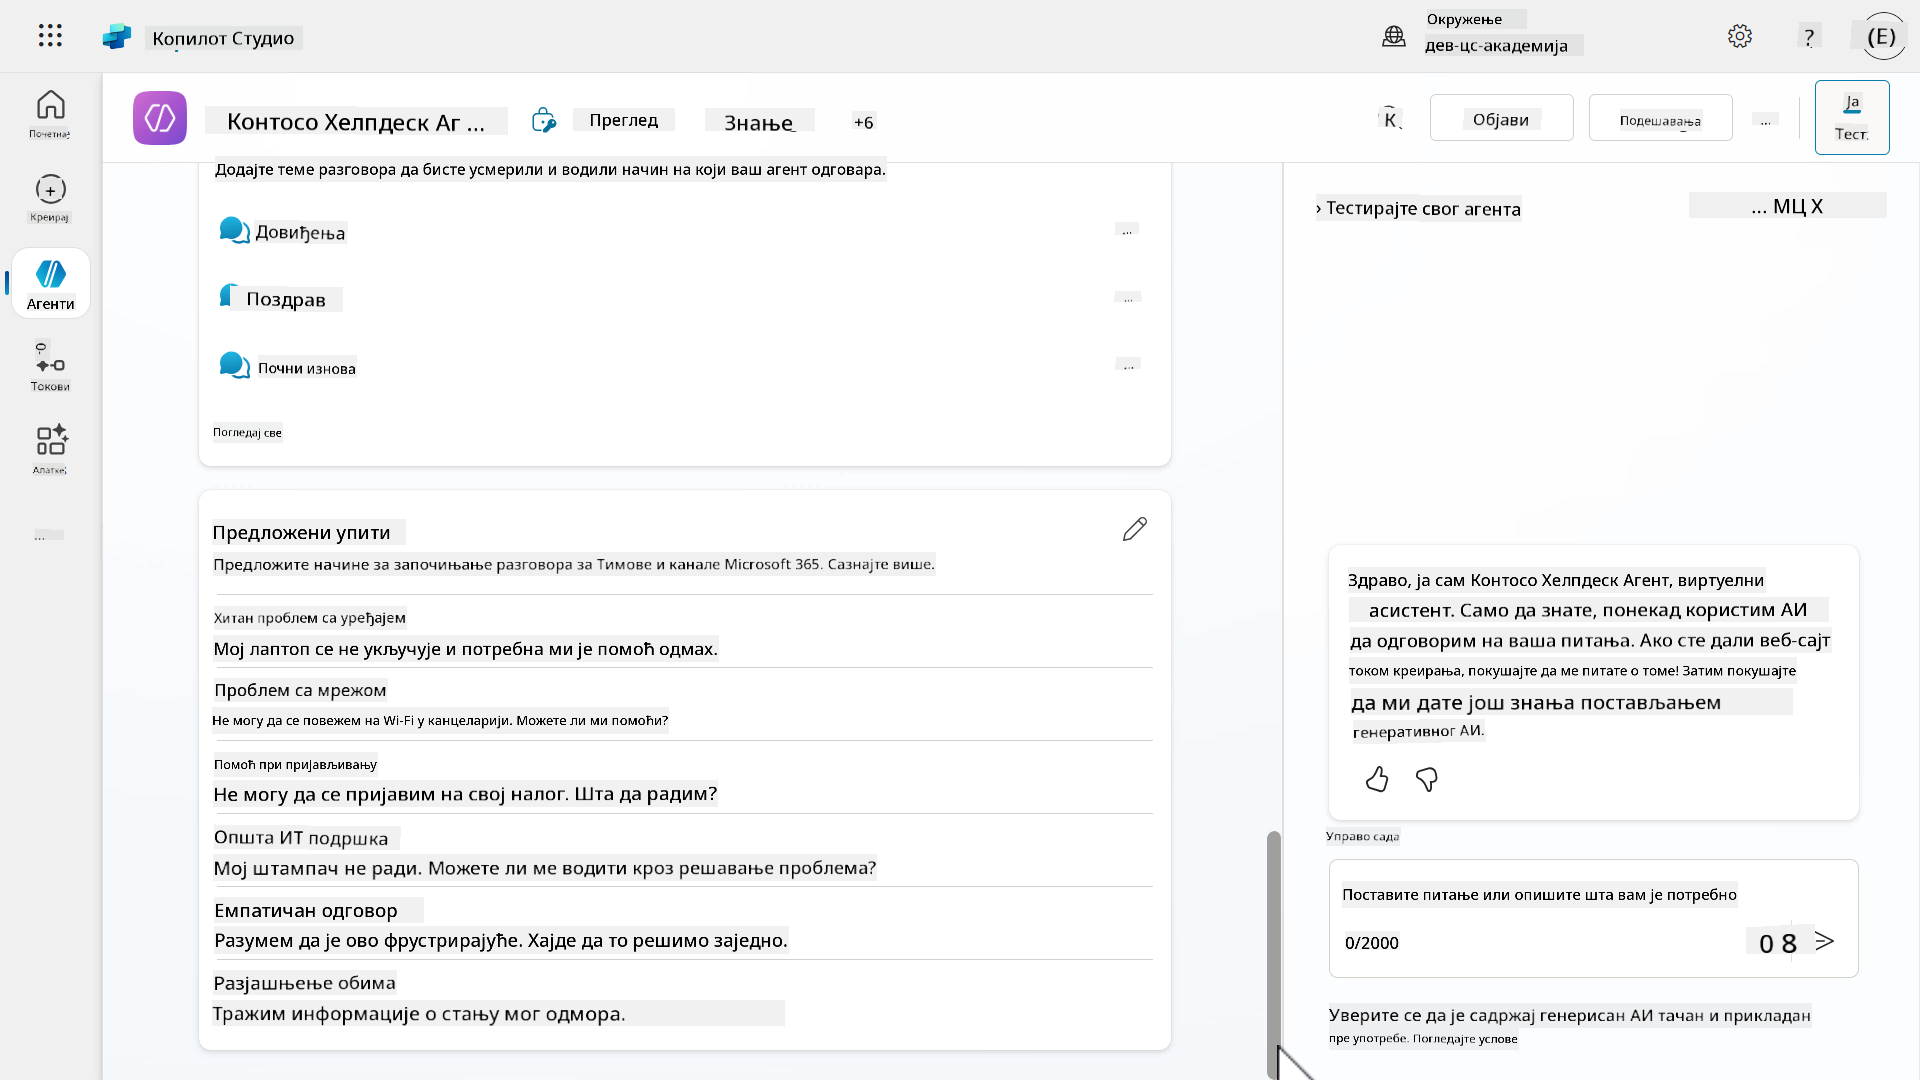 Копилот Студио
Окружење
дев-цс-академија
?
(Е)
Почетнај
Креирај
Агенти
Токови
Алатке
...
Контосо Хелпдеск Аг ...
Преглед
Знање
+6
К
Објави
Подешавања
...
Ја
Тест
Додајте теме разговора да бисте усмерили и водили начин на који ваш агент одговара.
Довиђења
...
Поздрав
...
Почни изнова
...
Погледај све
Предложени упити
Предложите начине за започињање разговора за Тимове и канале Microsoft 365. Сазнајте више.
Хитан проблем са уређајем
Мој лаптоп се не укључује и потребна ми је помоћ одмах.
Проблем са мрежом
Не могу да се повежем на Wi-Fi у канцеларији. Можете ли ми помоћи?
Помоћ при пријављивању
Не могу да се пријавим на свој налог. Шта да радим?
Општа ИТ подршка
Мој штампач не ради. Можете ли ме водити кроз решавање проблема?
Емпатичан одговор
Разумем да је ово фрустрирајуће. Хајде да то решимо заједно.
Разјашњење обима
Тражим информације о стању мог одмора.
› Тестирајте свог агента
... МЦ Х
Здраво, ја сам Контосо Хелпдеск Агент, виртуелни
асистент. Само да знате, понекад користим АИ
да одговорим на ваша питања. Ако сте дали веб-сајт
током креирања, покушајте да ме питате о томе! Затим покушајте
да ми дате још знања постављањем
генеративног АИ.
Управо сада
Поставите питање или опишите шта вам је потребно
0/2000
0 8
Уверите се да је садржај генерисан АИ тачан и прикладан
пре употребе. Погледајте услове